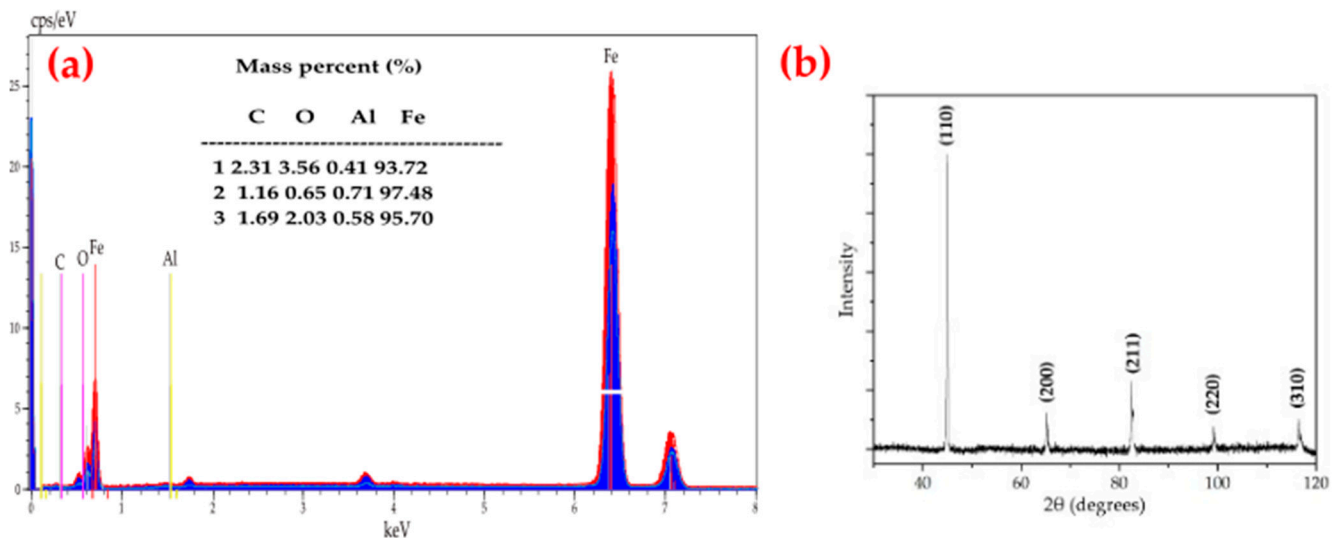 cps/eV
(a)
Mass percent (%)
C O Al Fe
------------------------------------
1 2.31 3.56 0.41 93.72
2 1.16 0.65 0.71 97.48
3 1.69 2.03 0.58 95.70
Fe
C O Fe Al
25
20
15
10
5
0
0 1 2 3 4 5 6 7 8
keV
(b)
Intensity
(110)
(200)
(211)
(220)
(310)
40 60 80 100 120
2θ (degrees)